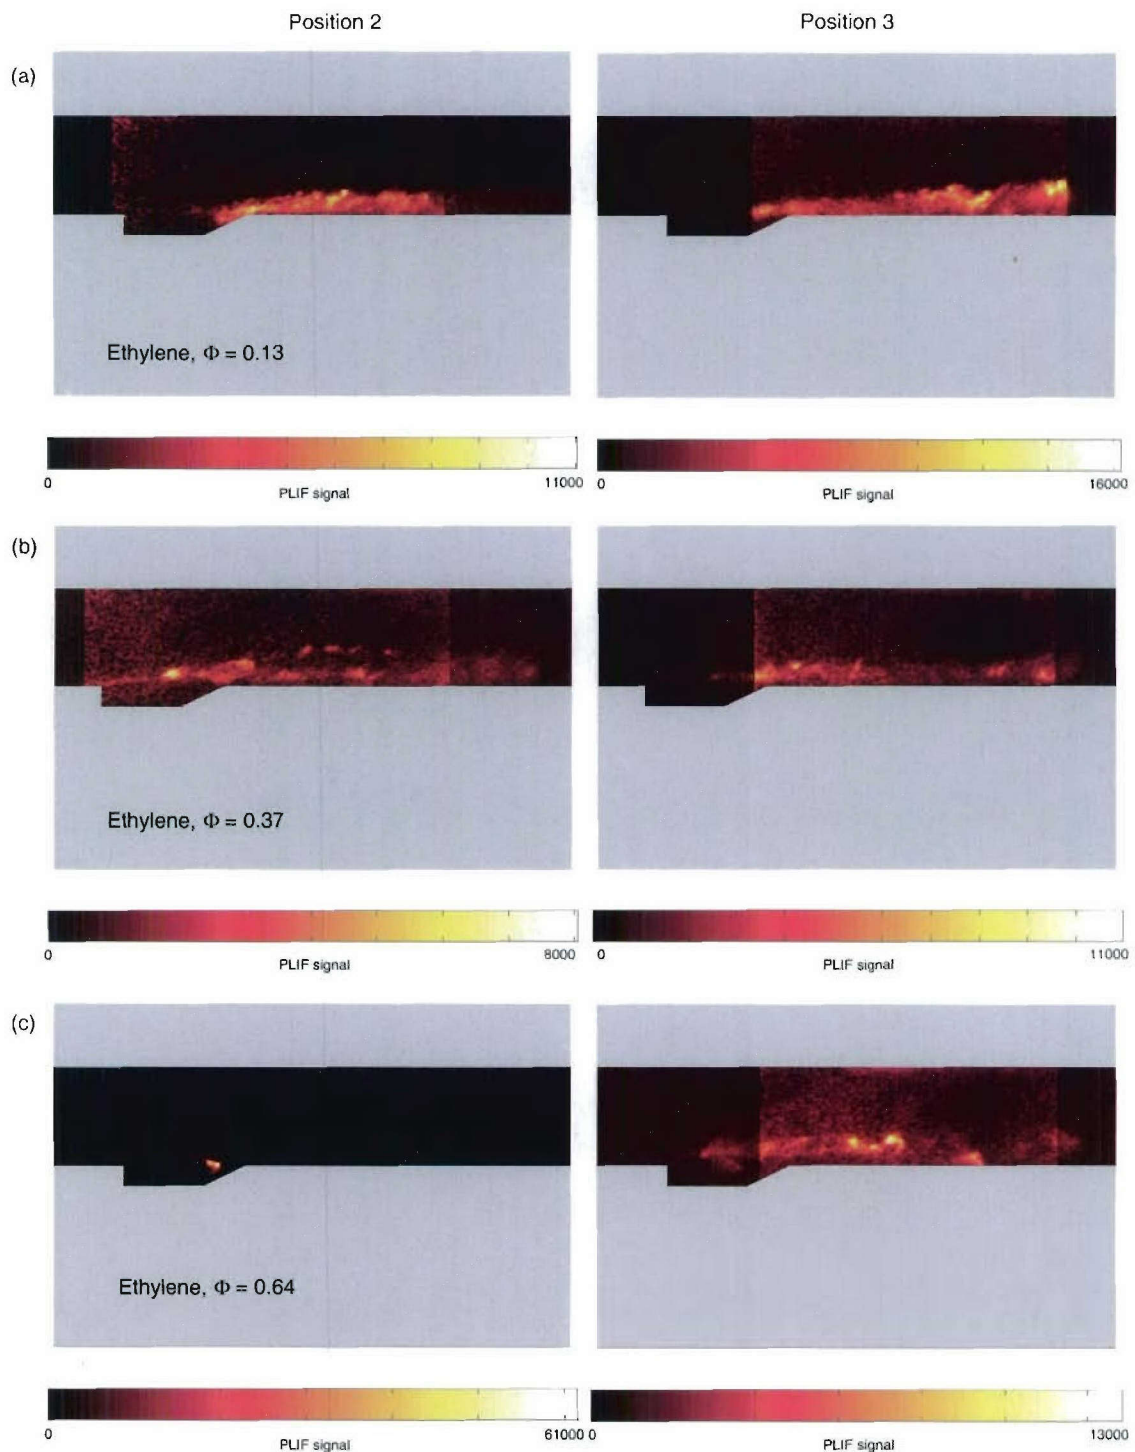 Position 2 Position 3
(a)
Ethylene, Φ = 0.13
0 11000 0 16000
PLIF signal PLIF signal
(b)
Ethylene, Φ = 0.37
0 8000 0 11000
PLIF signal PLIF signal
(c)
Ethylene, Φ = 0.64
0 61000 0 13000
PLIF signal PLIF signal